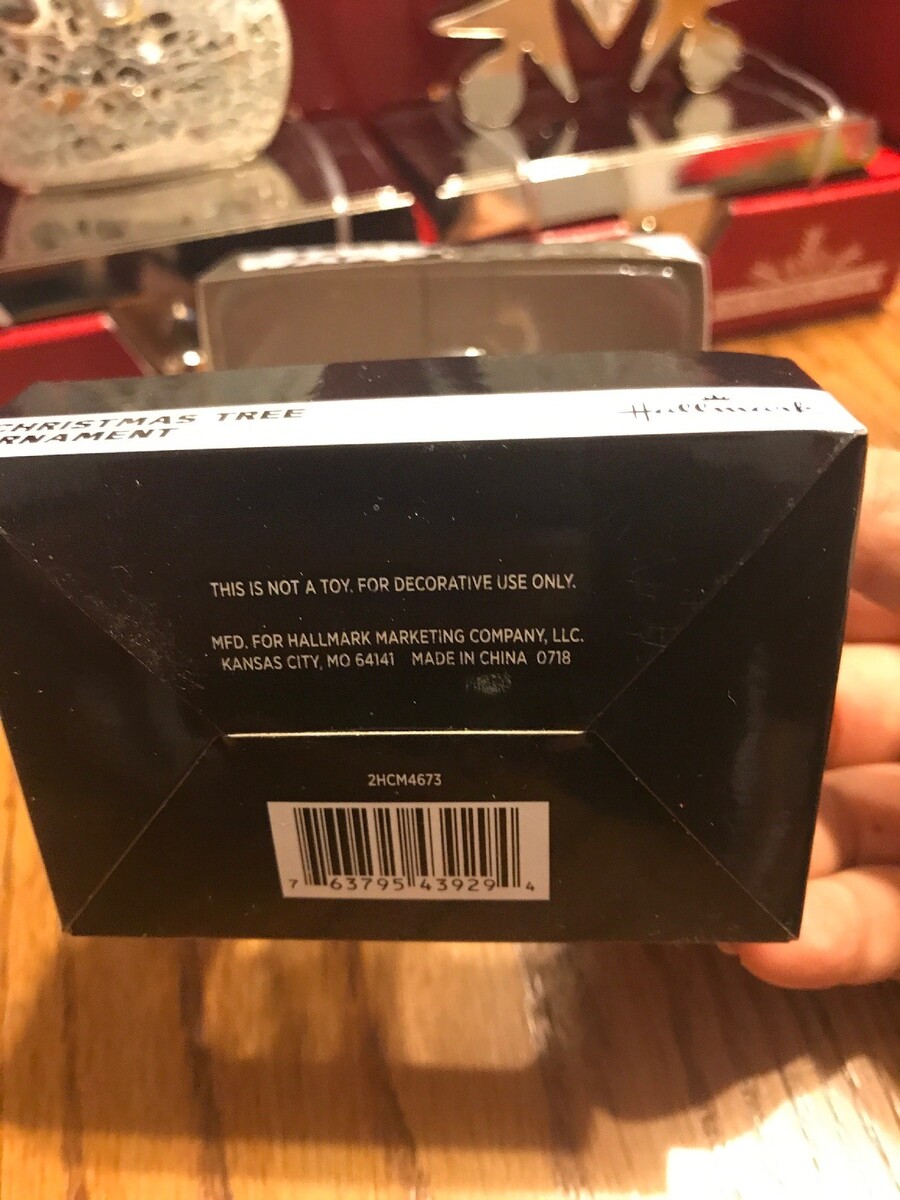 CHRISTMAS TREE
RNAMENT
Hallmark
THIS IS NOT A TOY. FOR DECORATIVE USE ONLY.
MFD. FOR HALLMARK MARKETING COMPANY, LLC.
KANSAS CITY, MO 64141 MADE IN CHINA 0718
2HCM4673
7 63795 43929 4